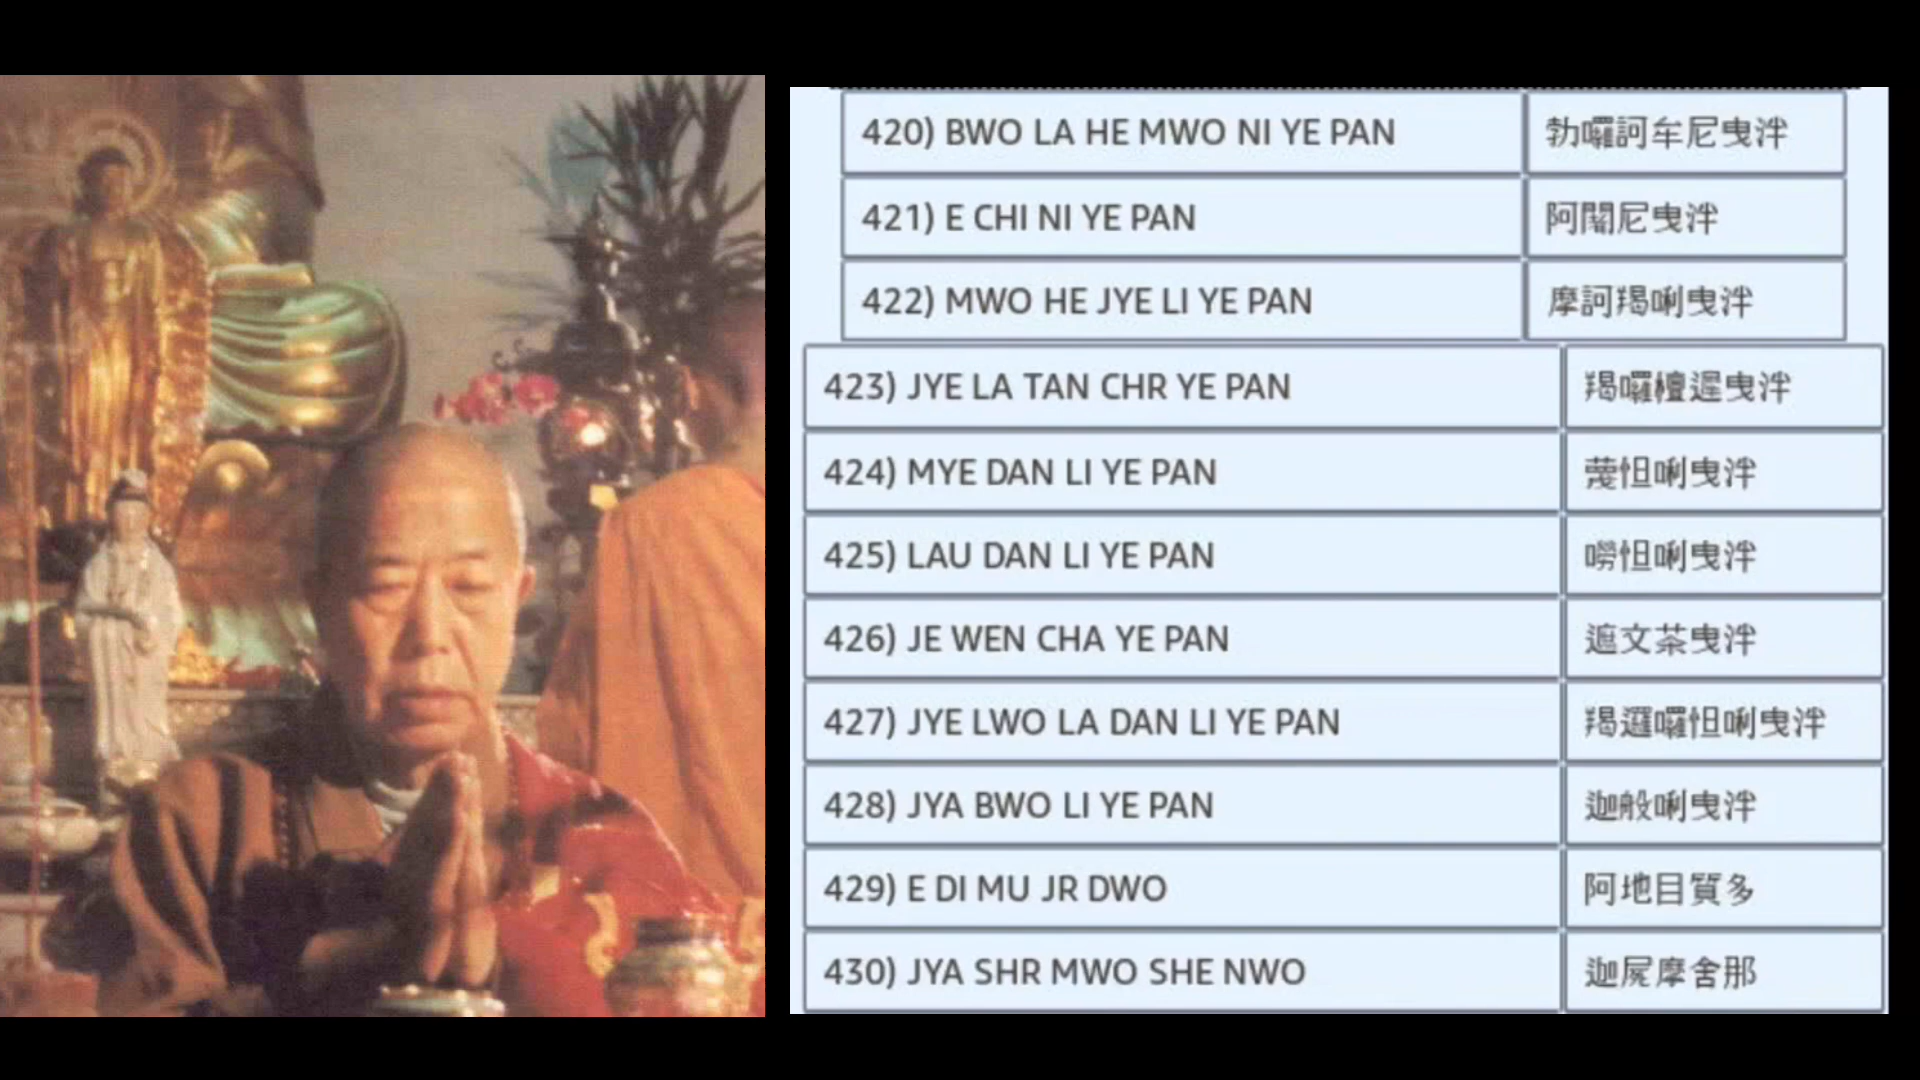 420) BWO LA HE MWO NI YE PAN 勃囉訶牟尼曳泮
421) E CHI NI YE PAN 阿闍尼曳泮
422) MWO HE JYE LI YE PAN 摩訶羯唎曳泮
423) JYE LA TAN CHR YE PAN 羯囉檀遲曳泮
424) MYE DAN LI YE PAN 蔑怛唎曳泮
425) LAU DAN LI YE PAN 嘮怛唎曳泮
426) JE WEN CHA YE PAN 遮文茶曳泮
427) JYE LWO LA DAN LI YE PAN 羯邏囉怛唎曳泮
428) JYA BWO LI YE PAN 迦般唎曳泮
429) E DI MU JR DWO 阿地目質多
430) JYA SHR MWO SHE NWO 迦屍摩舍那